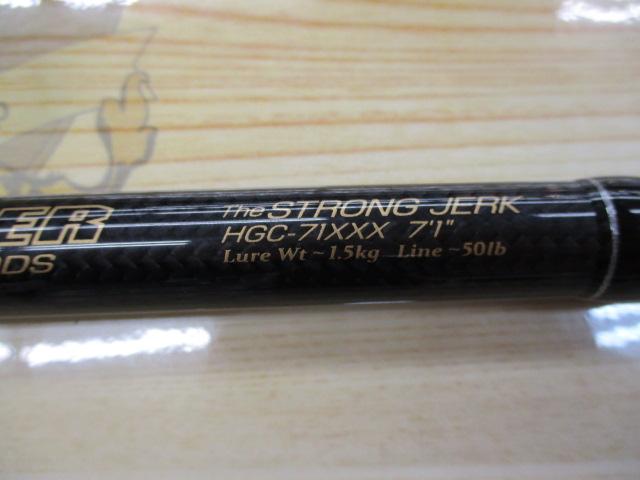 The STRONG JERK
HGC-71XXX 7'1"
Lure Wt ~1.5kg Line ~50lb